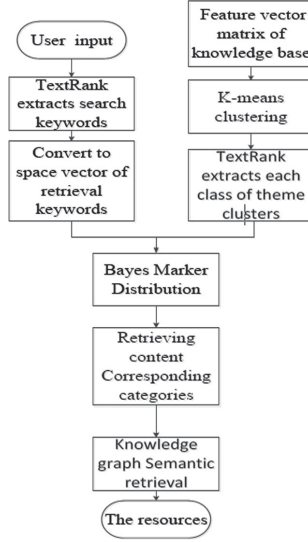 User input
TextRank
extracts search
keywords
Convert to
space vector of
retrieval
keywords
Feature vector
matrix of
knowledge base
K-means
clustering
TextRank
extracts each
class of theme
clusters
Bayes Marker
Distribution
Retrieving
content
Corresponding
categories
Knowledge
graph Semantic
retrieval
The resources